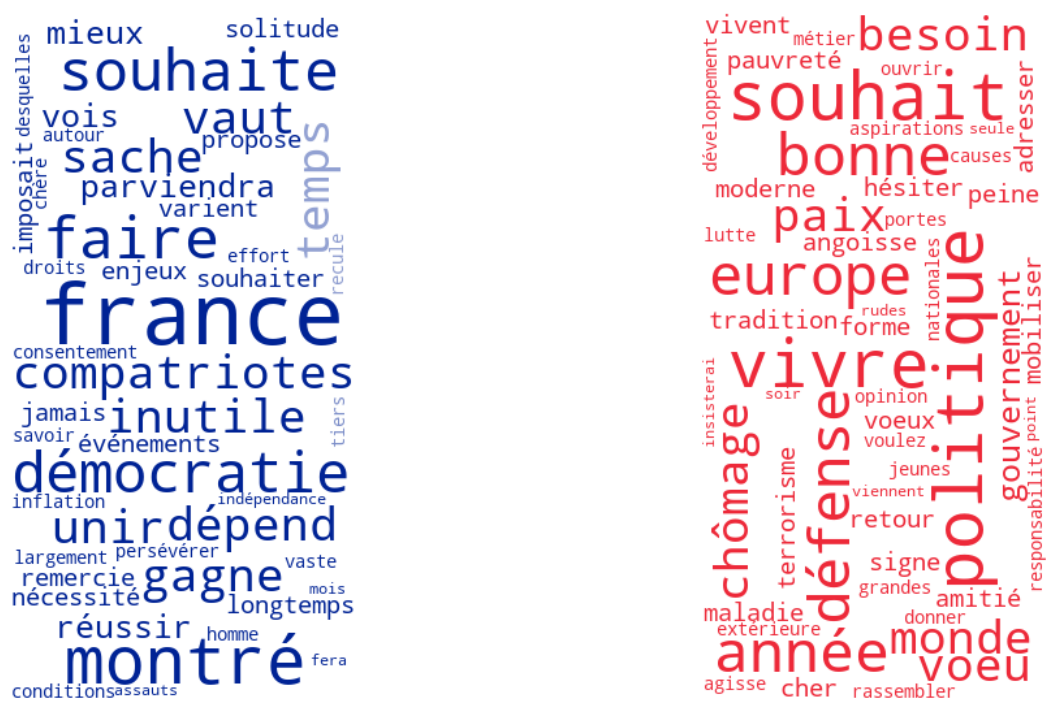 mieux
solitude
desquelles
souhaite
vois
vaut
autour
propose
temps
sache
chère
imposait
parviendra
varient
faire
effort
recule
droits
enjeux
souhaiter
france
consentement
compatriotes
jamais
inutile
tiers
savoir
événements
démocratie
inflation
indépendance
unir
dépend
largement
persévérer
vaste
remercie
gagne
mois
nécessité
longtemps
réussir
homme
montré
fera
conditions
assauts
vivent
métier
besoin
développement
pauvreté
ouvrir
souhait
adresser
aspirations
seule
bonne
causes
moderne
hésiter
peine
paix
portes
lutte
angoisse
politique
europe
nationales
gouvernement
mobiliser
tradition
forme
rudes
vivre
insisterai
soir
défense
opinion
point
chômage
voeux
voulez
terrorisme
jeunes
responsabilité
viennent
retour
signe
grandes
amitié
maladie
donner
extérieure
année
monde
voeu
agisse
cher
rassembler